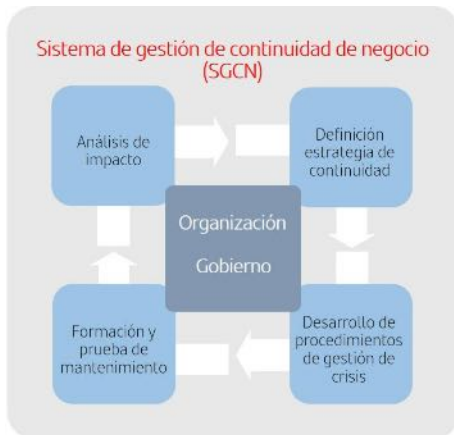 Sistema de gestión de continuidad de negocio
(SGCN)
Análisis de
impacto
Definición
estrategia de
continuidad
Organización
Gobierno
Formación y
prueba de
mantenimiento
Desarrollo de
procedimientos
de gestión de
crisis